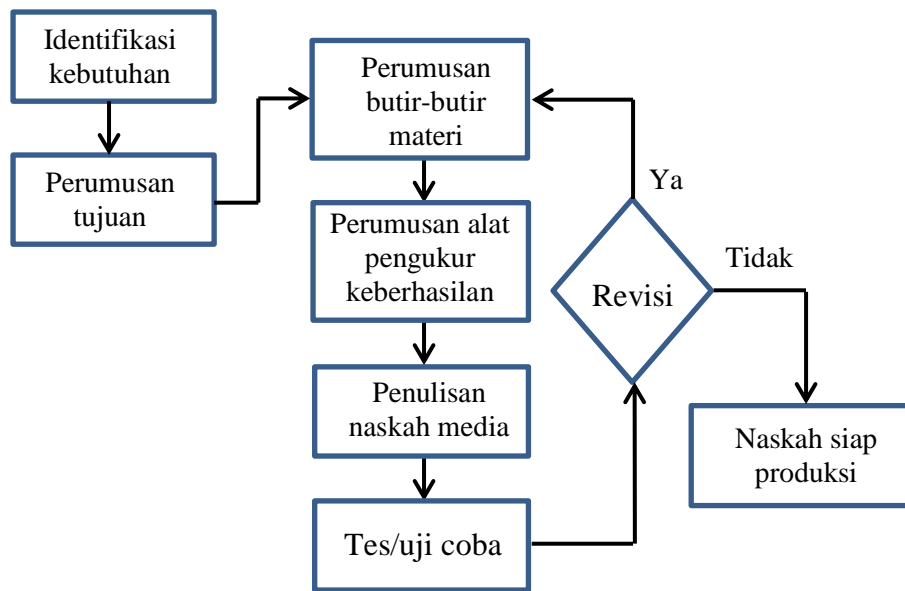 Identifikasi
kebutuhan
Perumusan
tujuan
Perumusan
butir-butir
materi
Perumusan alat
pengukur
keberhasilan
Penulisan
naskah media
Tes/uji coba
Revisi
Ya
Tidak
Naskah siap
produksi